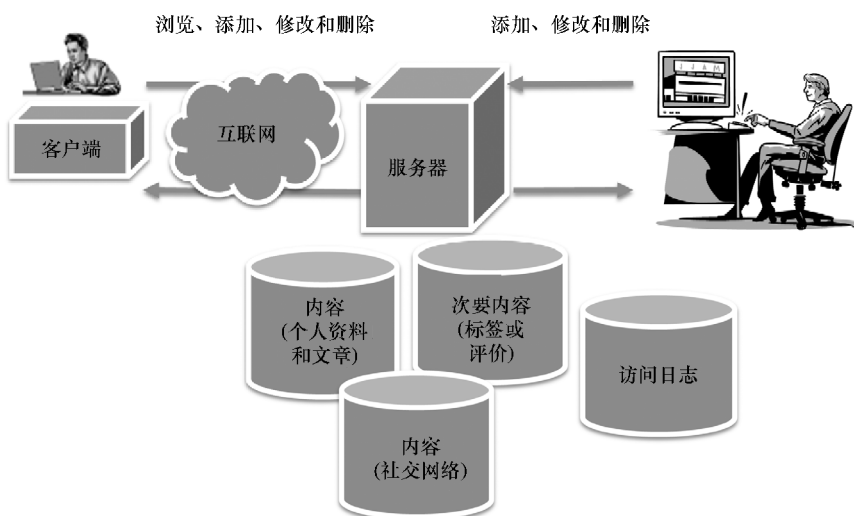 浏览、添加、修改和删除
添加、修改和删除
客户端
互联网
服务器
内容
(个人资料
和文章)
次要内容
(标签或
评价)
访问日志
内容
(社交网络)